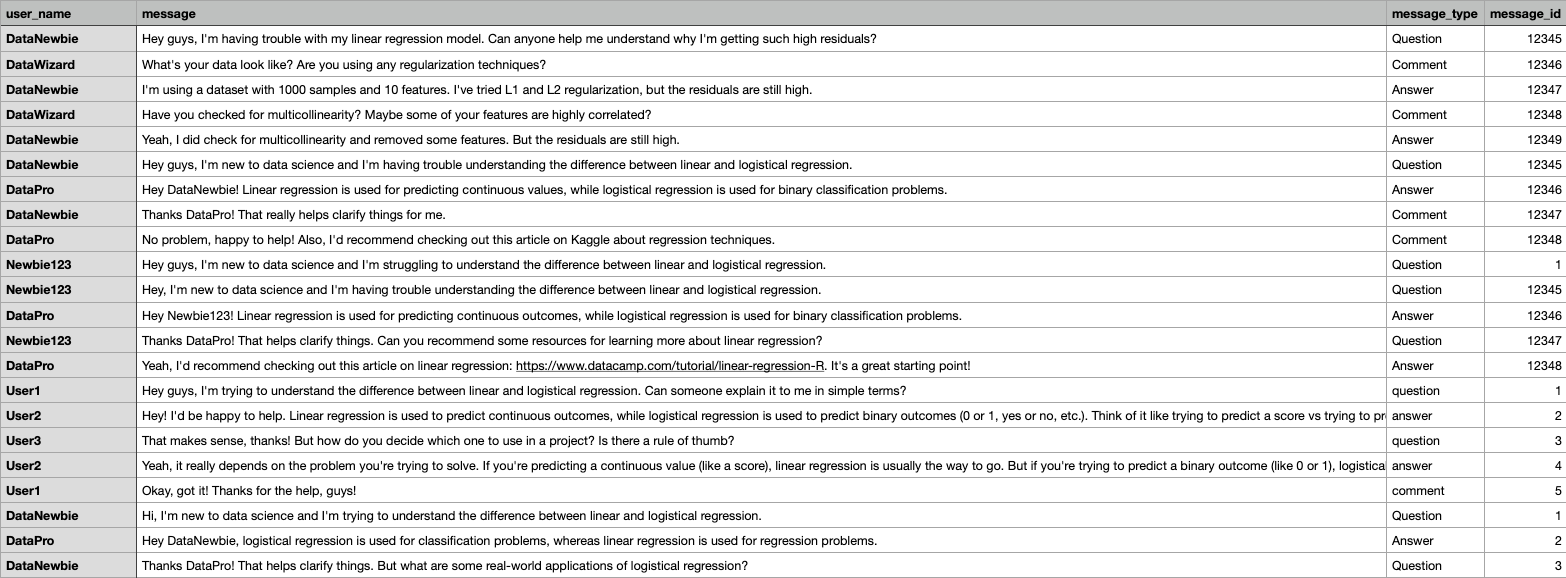 user_name message message_type message_id
DataNewbie Hey guys, I'm having trouble with my linear regression model. Can anyone help me understand why I'm getting such high residuals? Question 12345
DataWizard What's your data look like? Are you using any regularization techniques? Comment 12346
DataNewbie I'm using a dataset with 1000 samples and 10 features. I've tried L1 and L2 regularization, but the residuals are still high. Answer 12347
DataWizard Have you checked for multicollinearity? Maybe some of your features are highly correlated? Comment 12348
DataNewbie Yeah, I did check for multicollinearity and removed some features. But the residuals are still high. Answer 12349
DataNewbie Hey guys, I'm new to data science and I'm having trouble understanding the difference between linear and logistical regression. Question 12345
DataPro Hey DataNewbie! Linear regression is used for predicting continuous values, while logistical regression is used for binary classification problems. Answer 12346
DataNewbie Thanks DataPro! That really helps clarify things for me. Comment 12347
DataPro No problem, happy to help! Also, I'd recommend checking out this article on Kaggle about regression techniques. Comment 12348
Newbie123 Hey guys, I'm new to data science and I'm struggling to understand the difference between linear and logistical regression. Question 1
Newbie123 Hey, I'm new to data science and I'm having trouble understanding the difference between linear and logistical regression. Question 12345
DataPro Hey Newbie123! Linear regression is used for predicting continuous outcomes, while logistical regression is used for binary classification problems. Answer 12346
Newbie123 Thanks DataPro! That helps clarify things. Can you recommend some resources for learning more about linear regression? Question 12347
DataPro Yeah, I'd recommend checking out this article on linear regression: https://www.datacamp.com/tutorial/linear-regression-R. It's a great starting point! Answer 12348
User1 Hey guys, I'm trying to understand the difference between linear and logistical regression. Can someone explain it to me in simple terms? question 1
User2 Hey! I'd be happy to help. Linear regression is used to predict continuous outcomes, while logistical regression is used to predict binary outcomes (0 or 1, yes or no, etc.). Think of it like trying to predict a score vs trying to pr answer 2
User3 That makes sense, thanks! But how do you decide which one to use in a project? Is there a rule of thumb? question 3
User2 Yeah, it really depends on the problem you're trying to solve. If you're predicting a continuous value (like a score), linear regression is usually the way to go. But if you're trying to predict a binary outcome (like 0 or 1), logistica answer 4
User1 Okay, got it! Thanks for the help, guys! comment 5
DataNewbie Hi, I'm new to data science and I'm trying to understand the difference between linear and logistical regression. Question 1
DataPro Hey DataNewbie, logistical regression is used for classification problems, whereas linear regression is used for regression problems. Answer 2
DataNewbie Thanks DataPro! That helps clarify things. But what are some real-world applications of logistical regression? Question 3